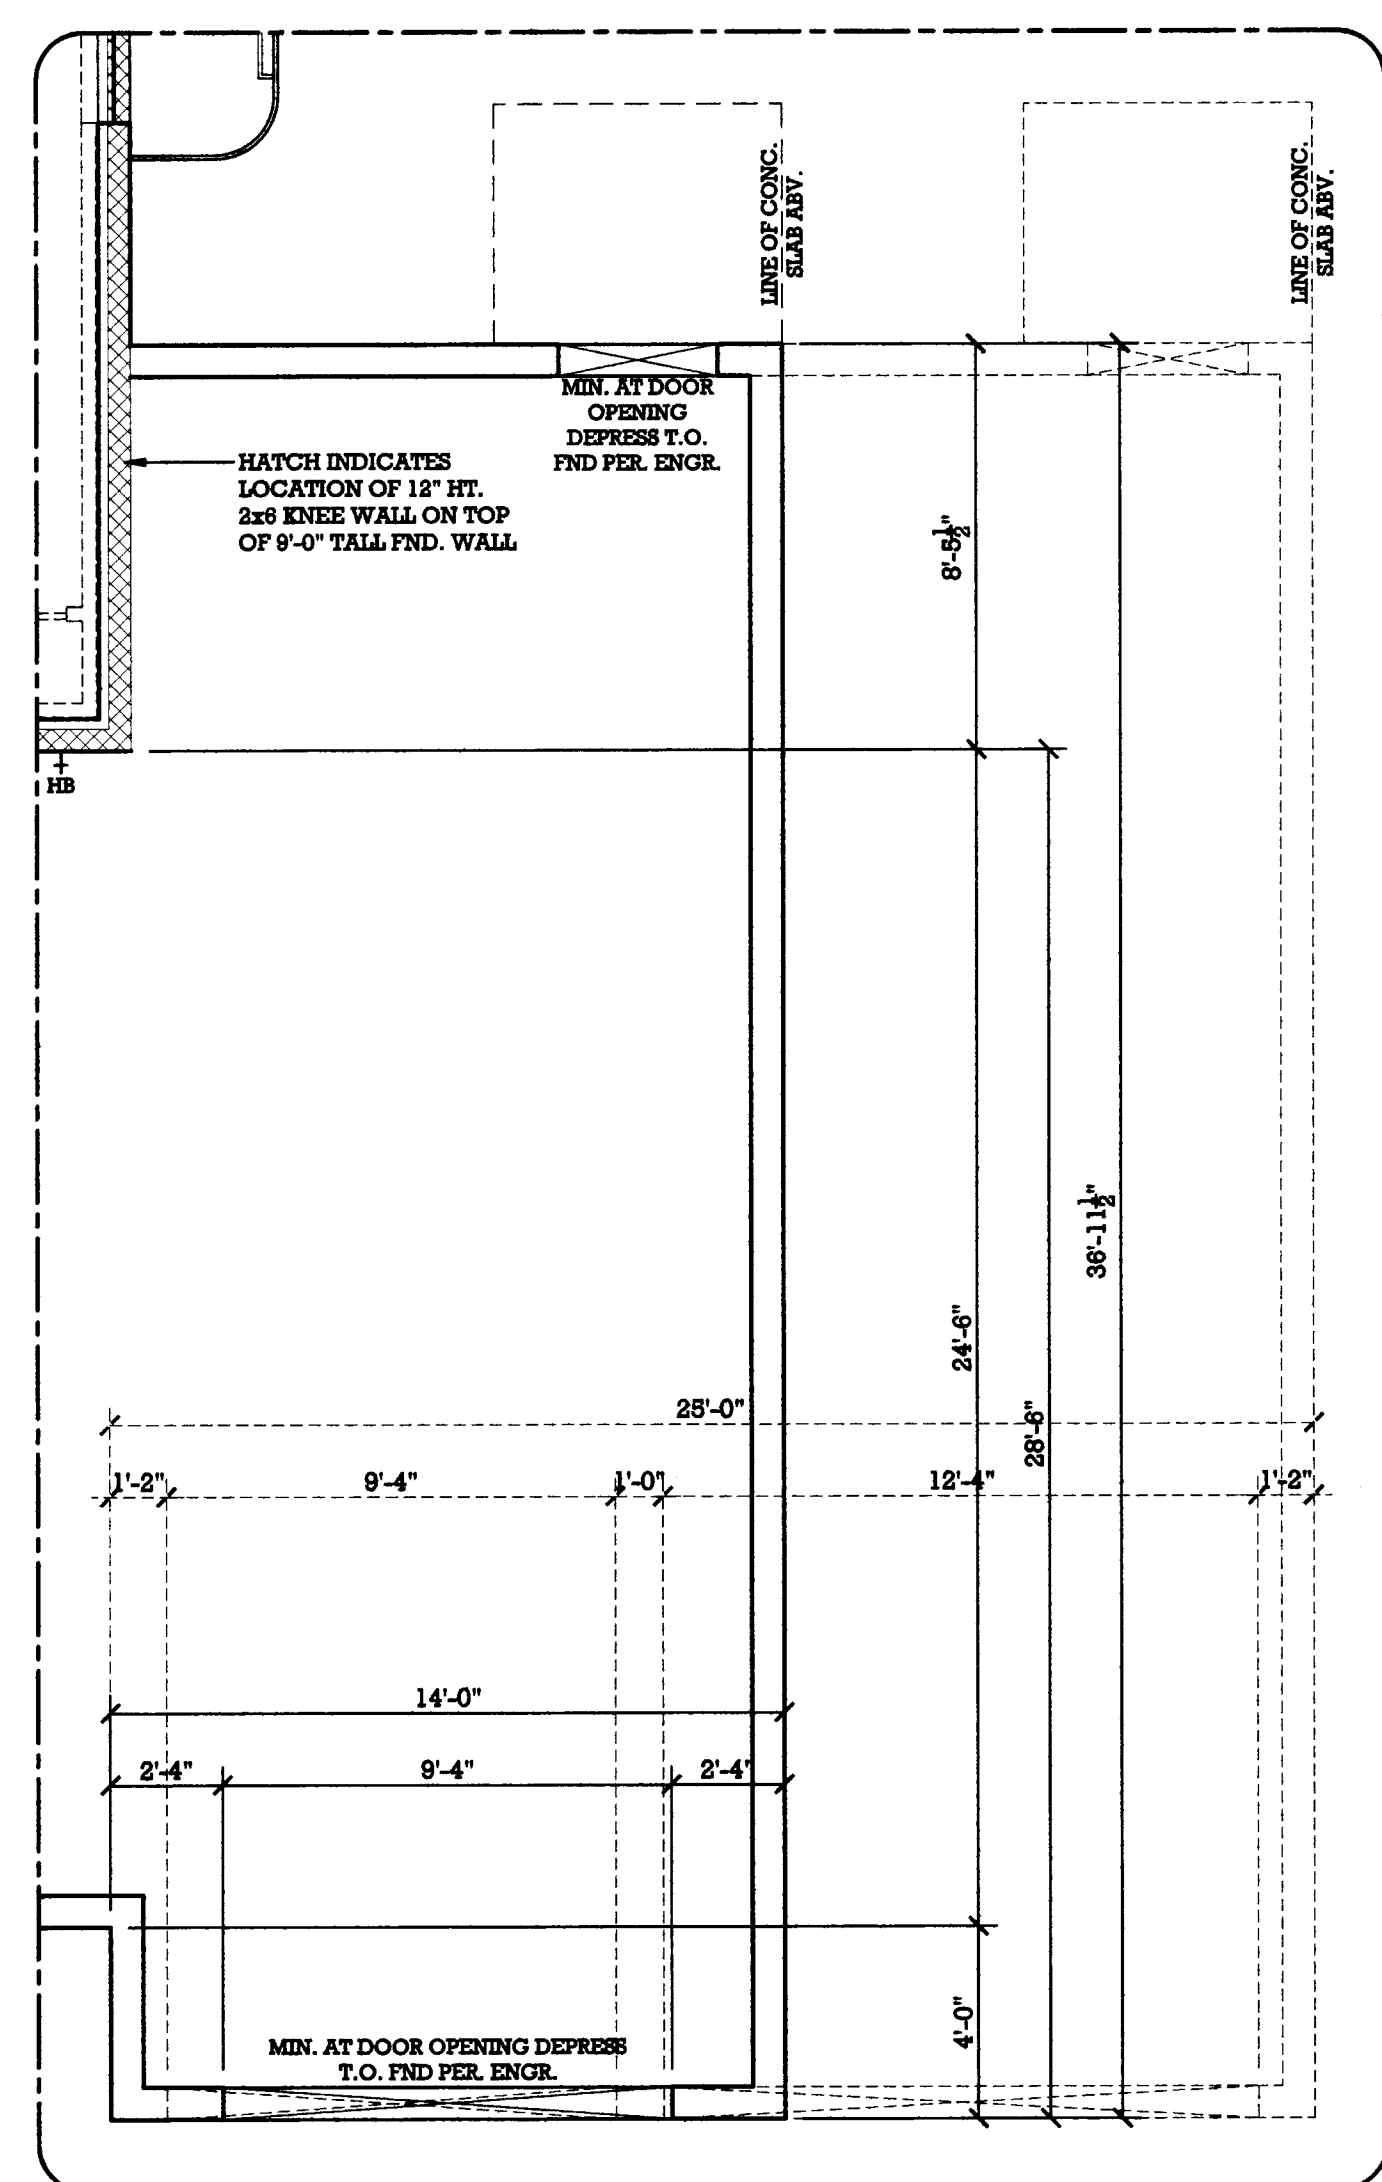 LINE OF CONC.
SLAB ABV.
LINE OF CONC.
SLAB ABV.
MIN. AT DOOR
OPENING
DEPRESS T.O.
FND PER. ENGR.
HATCH INDICATES
LOCATION OF 12" HT.
2x6 KNEE WALL ON TOP
OF 9'-0" TALL FND. WALL
8'-5½"
HB
36'-11½"
24'-6"
28'-6"
25'-0"
1'-2"
9'-4"
1'-0"
12'-4"
1'-2"
14'-0"
2'-4"
9'-4"
2'-4"
4'-0"
MIN. AT DOOR OPENING DEPRESS
T.O. FND PER. ENGR.